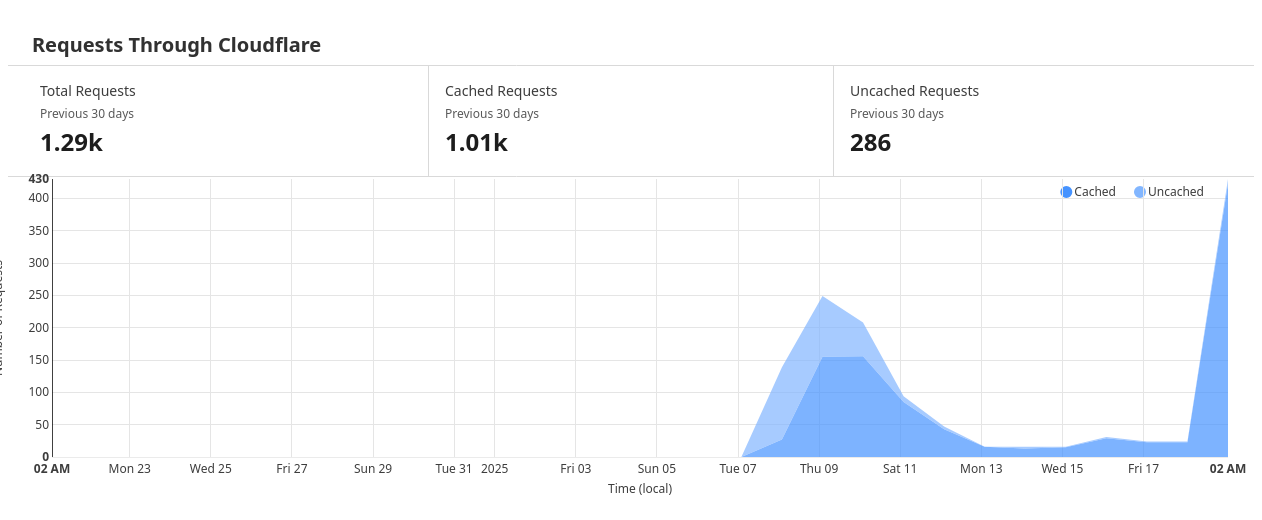 Requests Through Cloudflare
Total Requests
Previous 30 days
1.29k
Cached Requests
Previous 30 days
1.01k
Uncached Requests
Previous 30 days
286
Cached Uncached
430
400
350
300
250
200
150
100
50
0
02 AM Mon 23 Wed 25 Fri 27 Sun 29 Tue 31 2025 Fri 03 Sun 05 Tue 07 Thu 09 Sat 11 Mon 13 Wed 15 Fri 17 02 AM
Time (local)